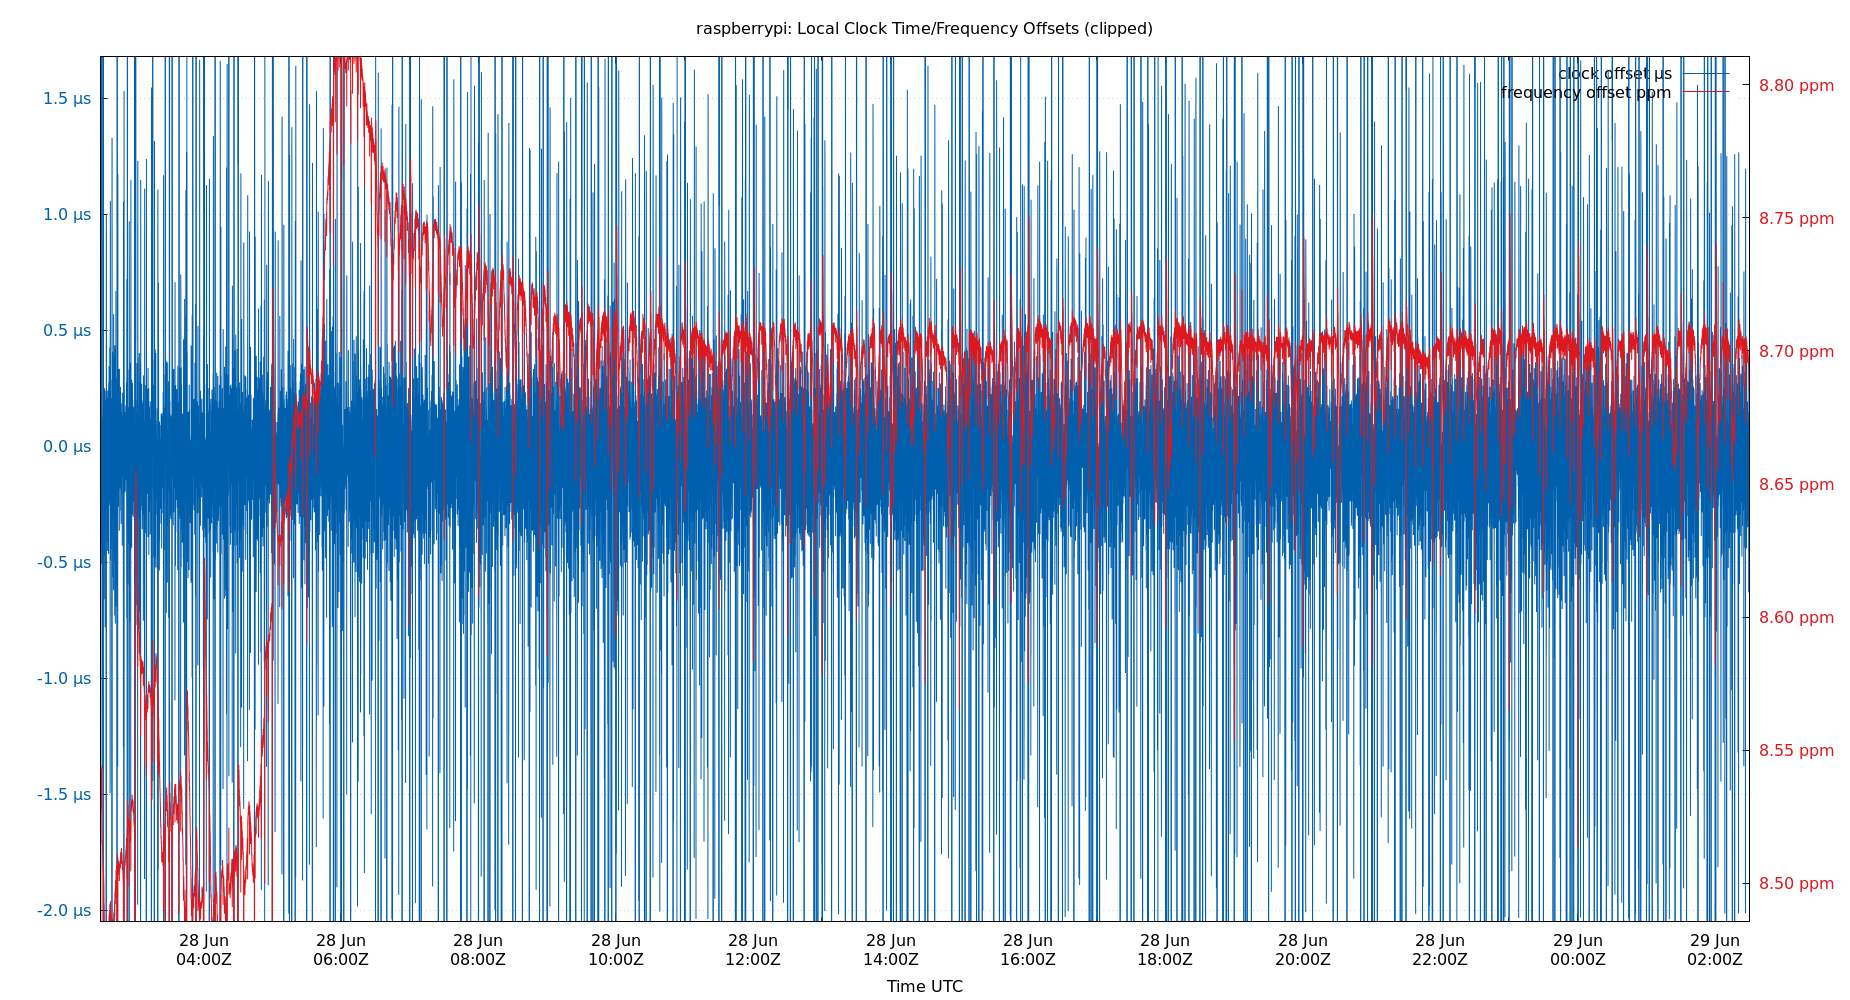 raspberrypi: Local Clock Time/Frequency Offsets (clipped)
clock offset µs
frequency offset ppm
1.5 µs
1.0 µs
0.5 µs
0.0 µs
-0.5 µs
-1.0 µs
-1.5 µs
-2.0 µs
8.80 ppm
8.75 ppm
8.70 ppm
8.65 ppm
8.60 ppm
8.55 ppm
8.50 ppm
28 Jun 28 Jun 28 Jun 28 Jun 28 Jun 28 Jun 28 Jun 28 Jun 28 Jun 28 Jun 29 Jun 29 Jun
04:00Z 06:00Z 08:00Z 10:00Z 12:00Z 14:00Z 16:00Z 18:00Z 20:00Z 22:00Z 00:00Z 02:00Z
Time UTC